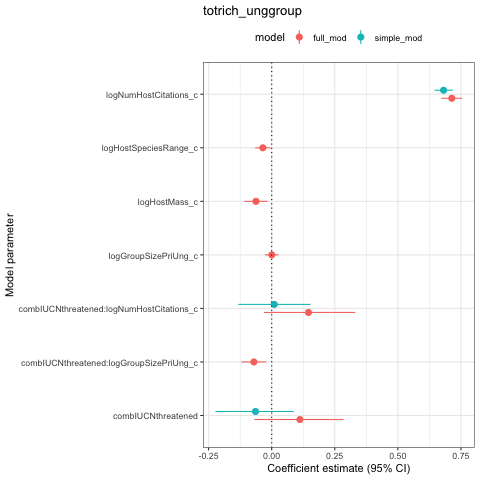 totrich_unggroup
model full_mod simple_mod
Model parameter
logNumHostCitations_c
logHostSpeciesRange_c
logHostMass_c
logGroupSizePriUng_c
combIUCNthreatened:logNumHostCitations_c
combIUCNthreatened:logGroupSizePriUng_c
combIUCNthreatened
-0.25 0.00 0.25 0.50 0.75
Coefficient estimate (95% CI)